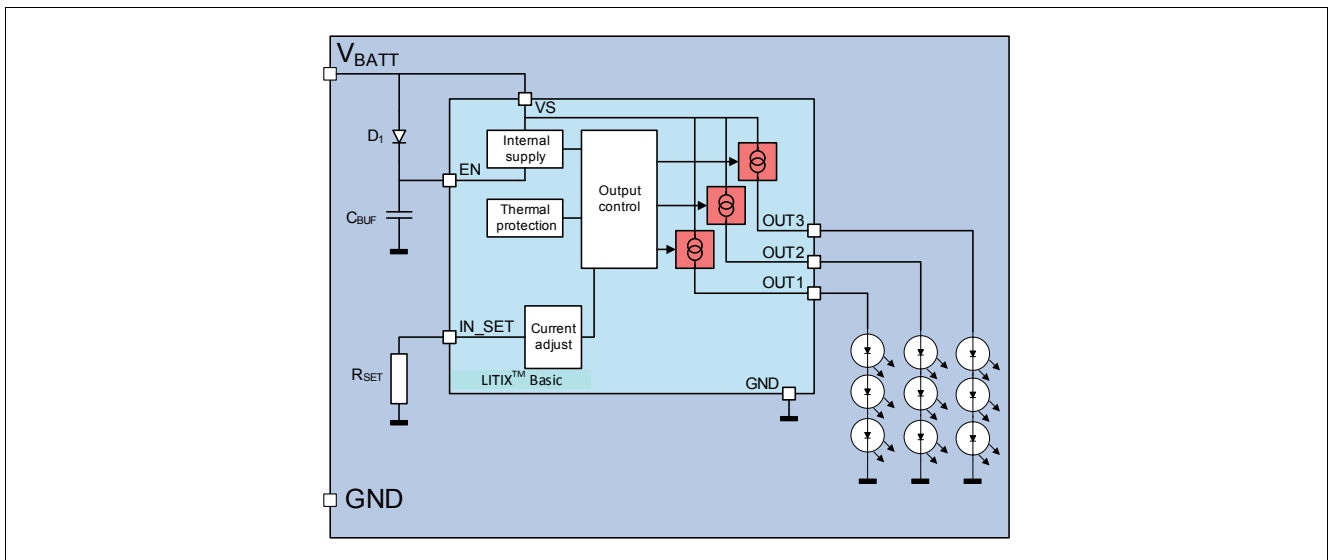 VBATT
VS
D1
Internal
supply
EN
Output
control
CBUF
Thermal
protection
OUT3
OUT2
OUT1
IN_SET
Current
adjust
RSET
LITIX™ Basic
GND
GND